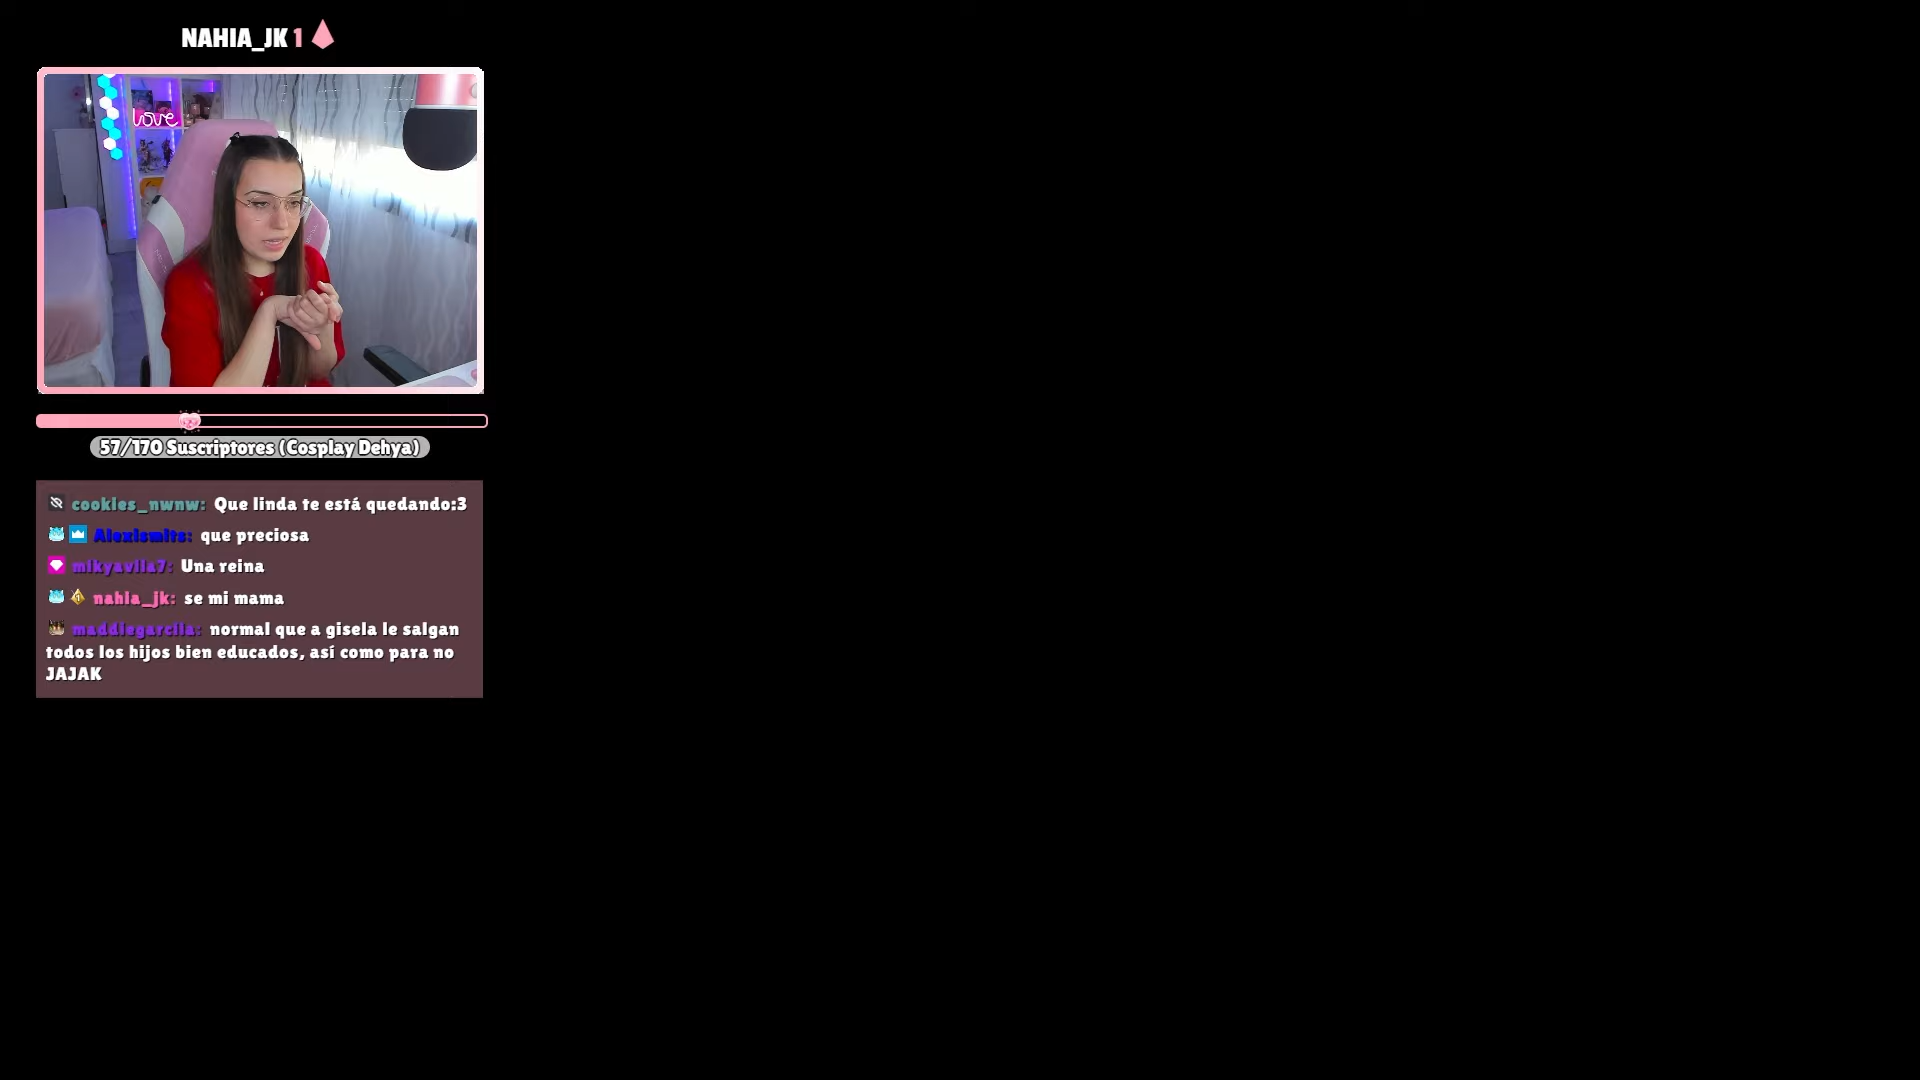 NAHIA_JK 1
love
57/170 Suscriptores (Cosplay Dehya)
cookies_nwnw: Que linda te está quedando:3
Alexismits: que preciosa
mikyavila7: Una reina
nahia_jk: se mi mama
maddiegarciia: normal que a gisela le salgan
todos los hijos bien educados, así como para no
JAJAK